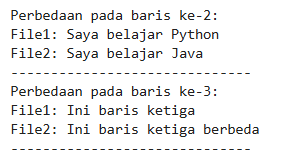 Perbedaan pada baris ke-2:
File1: Saya belajar Python
File2: Saya belajar Java
------------------------------
Perbedaan pada baris ke-3:
File1: Ini baris ketiga
File2: Ini baris ketiga berbeda
------------------------------